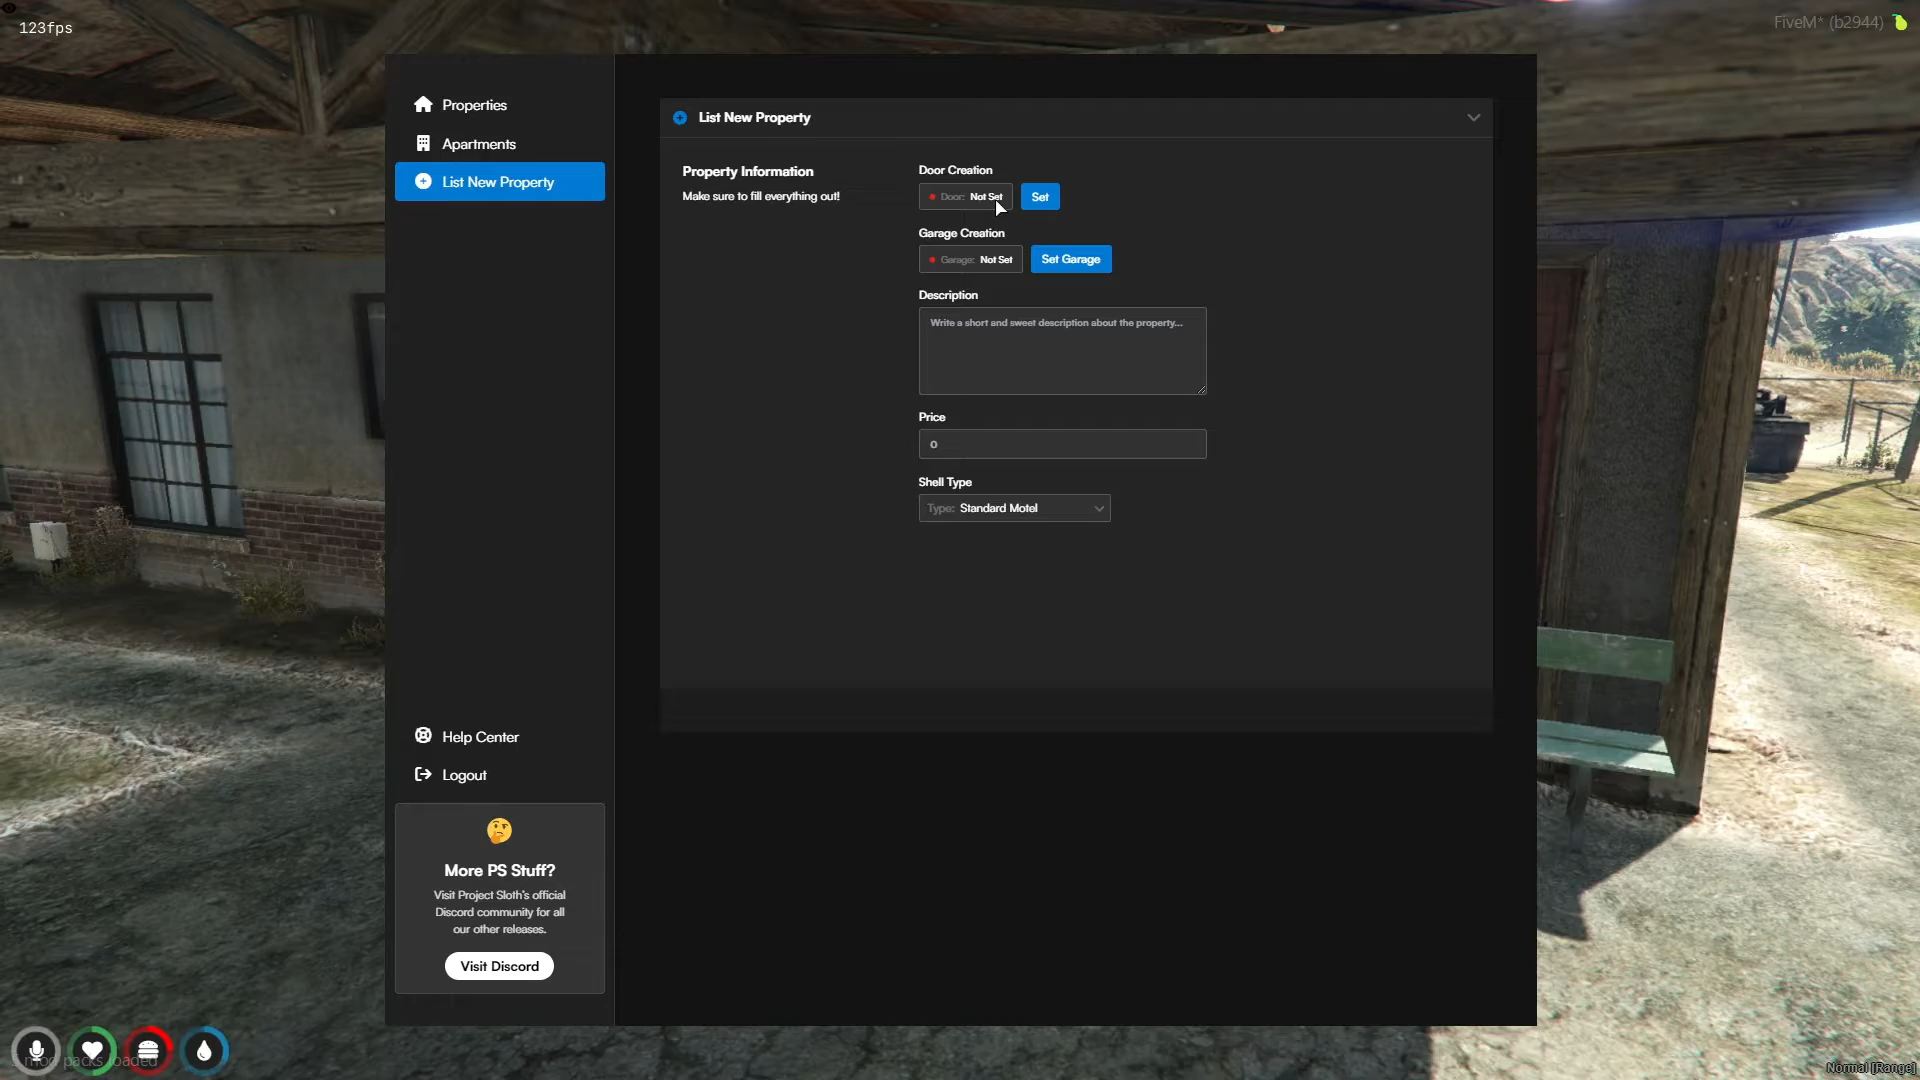 123fps
FiveM* (b2944)
Properties
Apartments
List New Property
List New Property
Property Information
Make sure to fill everything out!
Door Creation
Door: Not Set
Set
Garage Creation
Garage: Not Set
Set Garage
Description
Write a short and sweet description about the property...
Price
0
Shell Type
Type: Standard Motel
Help Center
Logout
More PS Stuff?
Visit Project Sloth's official
Discord community for all
our other releases.
Visit Discord
mod packs loaded
Normal [Range]